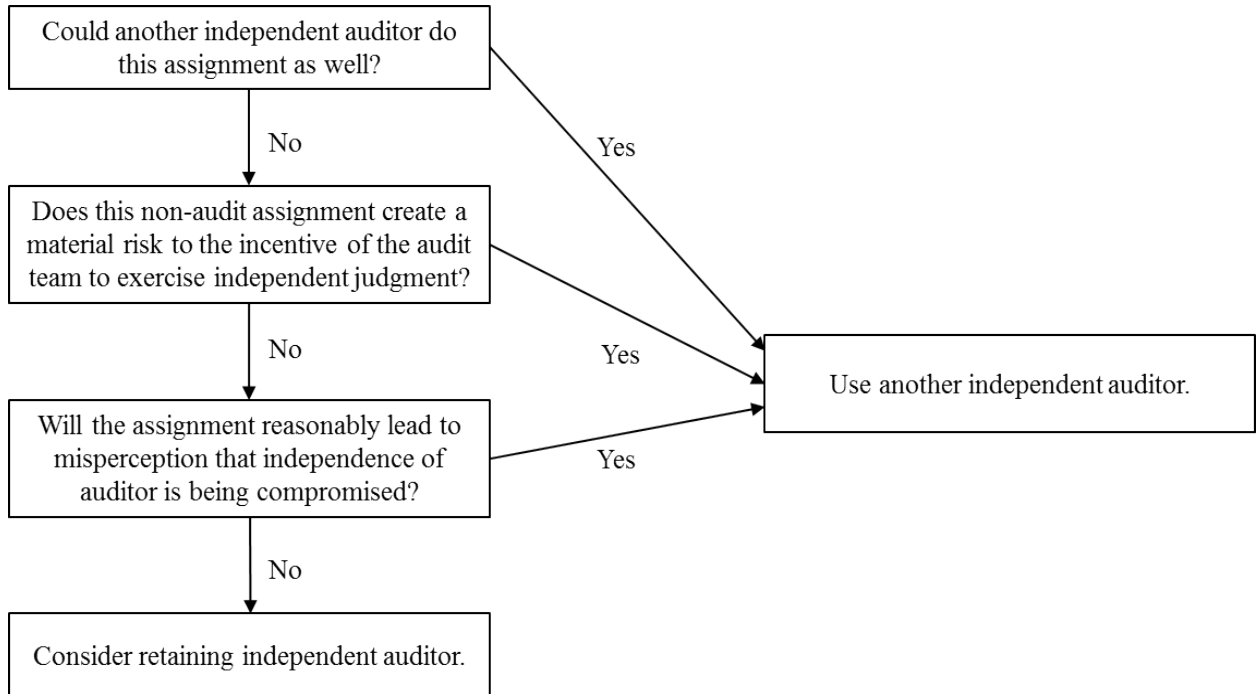 Could another independent auditor do
this assignment as well?
No
Yes
Does this non-audit assignment create a
material risk to the incentive of the audit
team to exercise independent judgment?
No
Yes
Use another independent auditor.
Will the assignment reasonably lead to
misperception that independence of
auditor is being compromised?
Yes
No
Consider retaining independent auditor.